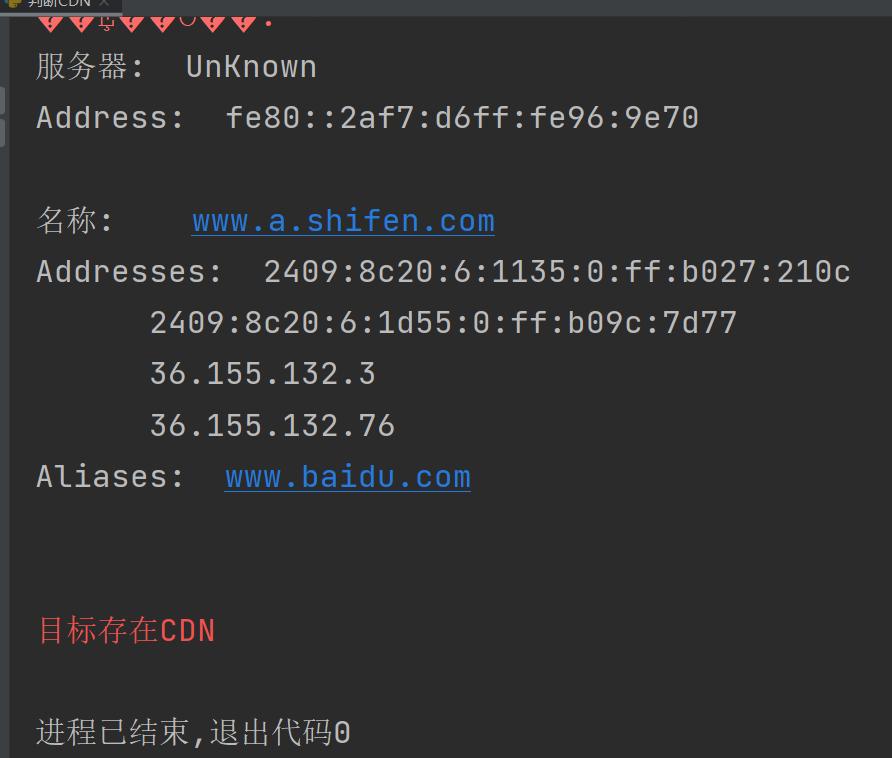 判断CDN
服务器:  UnKnown
Address:  fe80::2af7:d6ff:fe96:9e70
名称:    www.a.shifen.com
Addresses:  2409:8c20:6:1135:0:ff:b027:210c
2409:8c20:6:1d55:0:ff:b09c:7d77
36.155.132.3
36.155.132.76
Aliases:  www.baidu.com
目标存在CDN
进程已结束,退出代码0